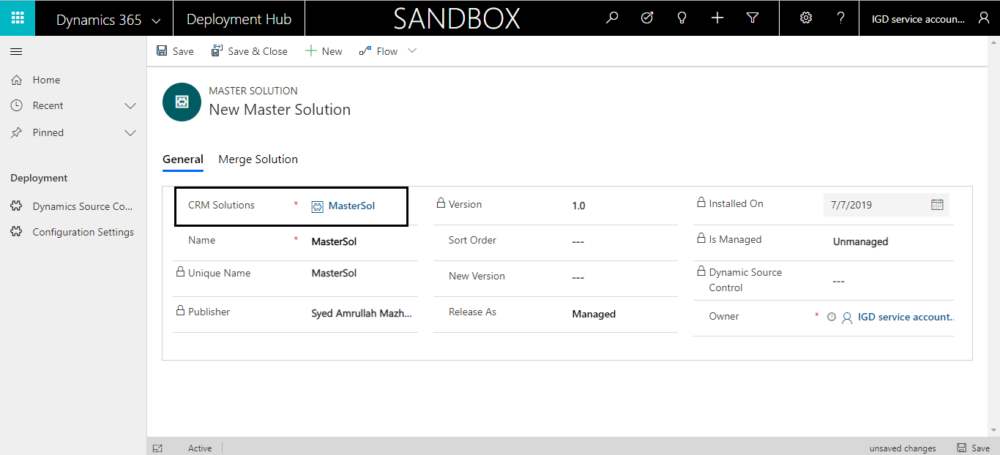 Dynamics 365
Deployment Hub
SANDBOX
?
IGD service accoun...
Save
Save & Close
New
Flow
Home
Recent
Pinned
Deployment
Dynamics Source Co...
Configuration Settings
MASTER SOLUTION
New Master Solution
General
Merge Solution
CRM Solutions * MasterSol
Name * MasterSol
Unique Name MasterSol
Publisher Syed Amrullah Mazh...
Version 1.0
Sort Order ---
New Version ---
Release As Managed
Installed On 7/7/2019
Is Managed Unmanaged
Dynamic Source
Control ---
Owner * IGD service account..
Active
unsaved changes
Save